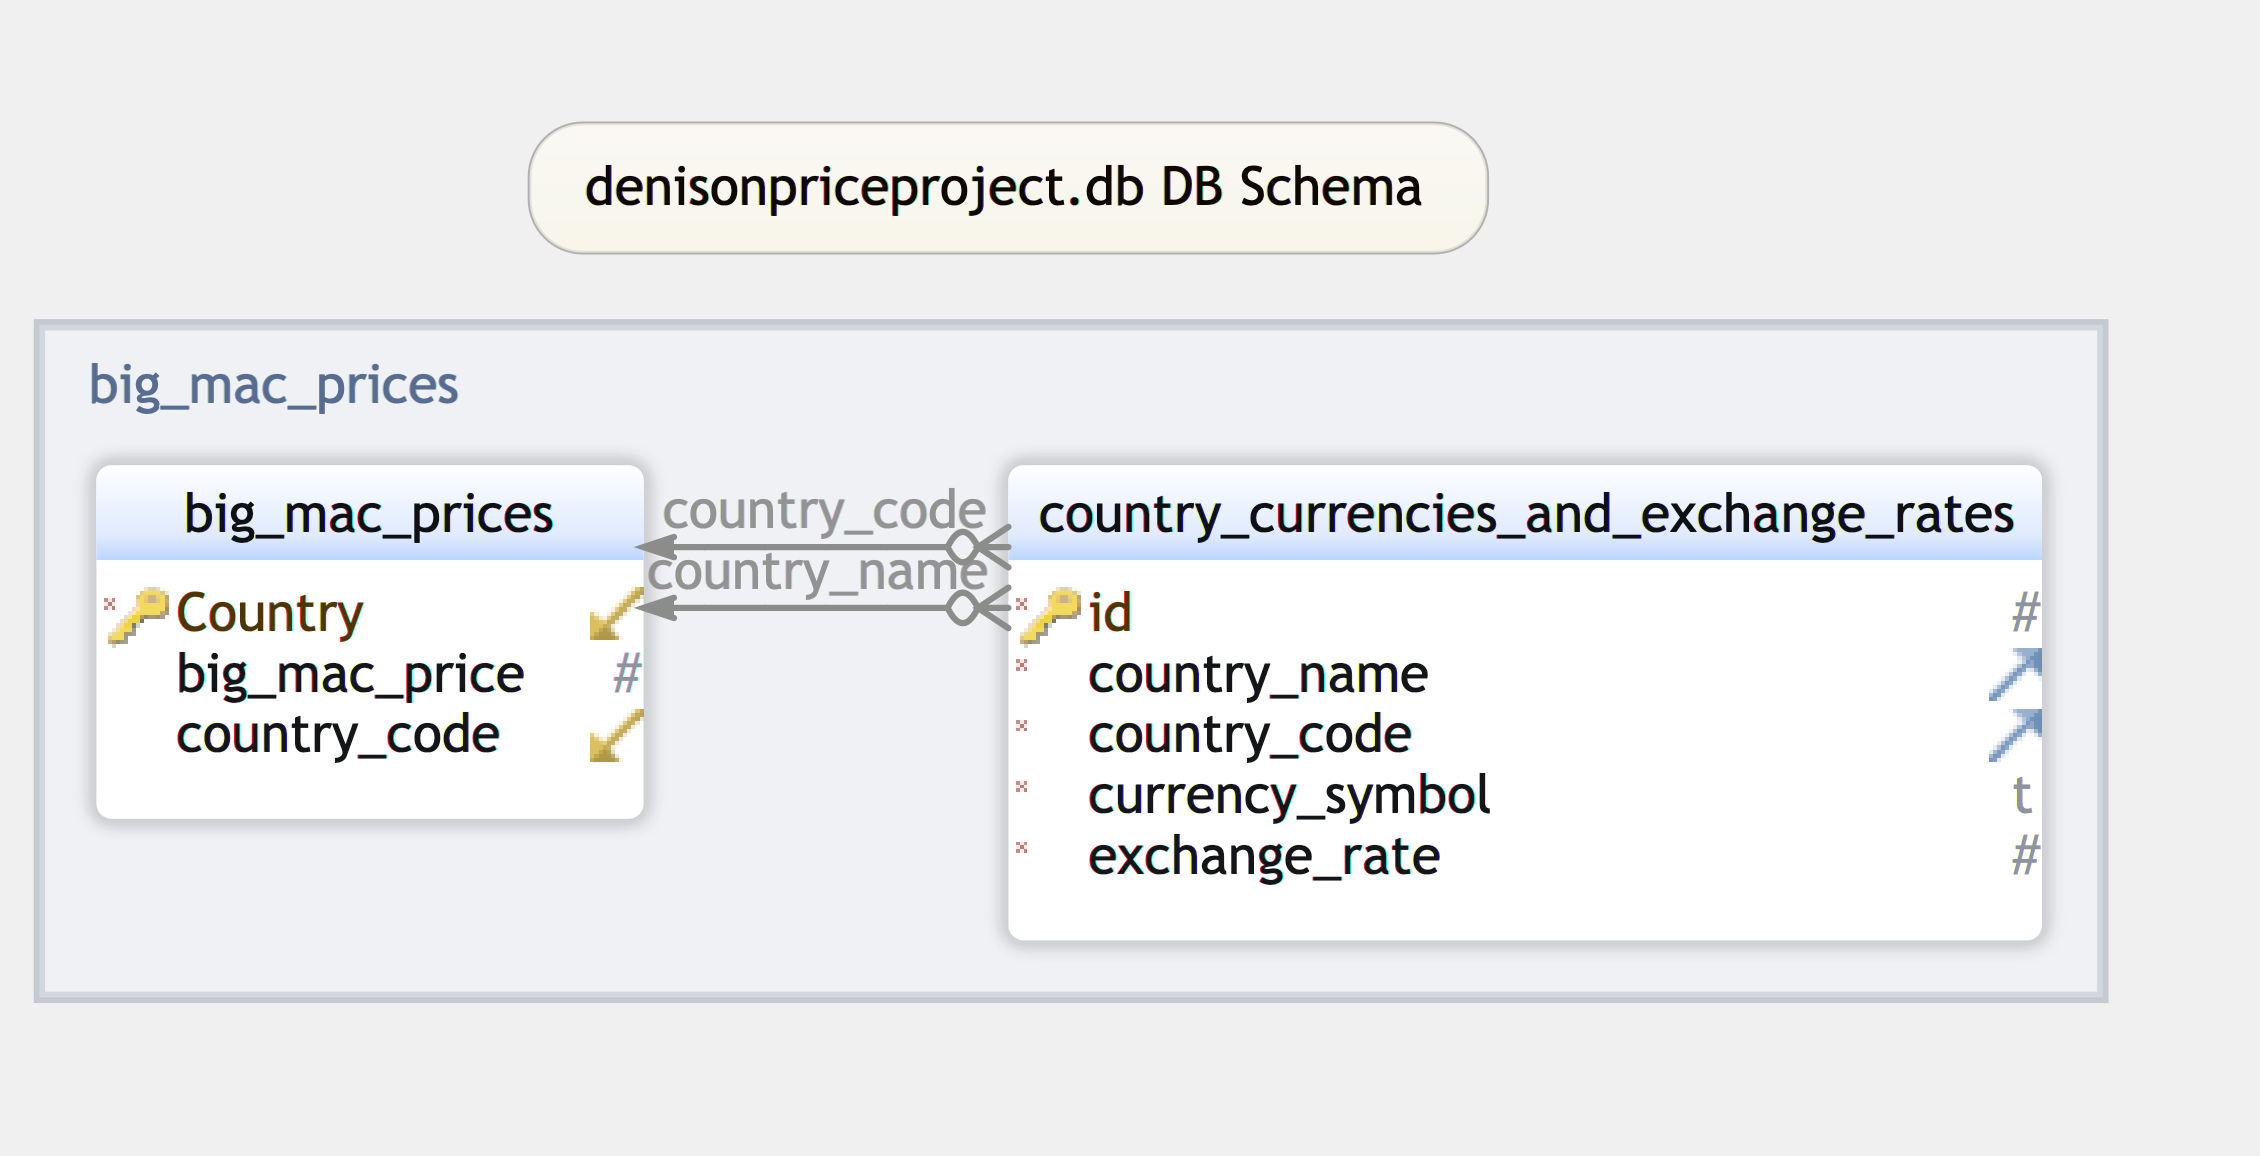 denisonpriceproject.db DB Schema
big_mac_prices
big_mac_prices
country_code
country_name
country_currencies_and_exchange_rates
Country
big_mac_price #
country_code
id #
country_name
country_code
currency_symbol t
exchange_rate #